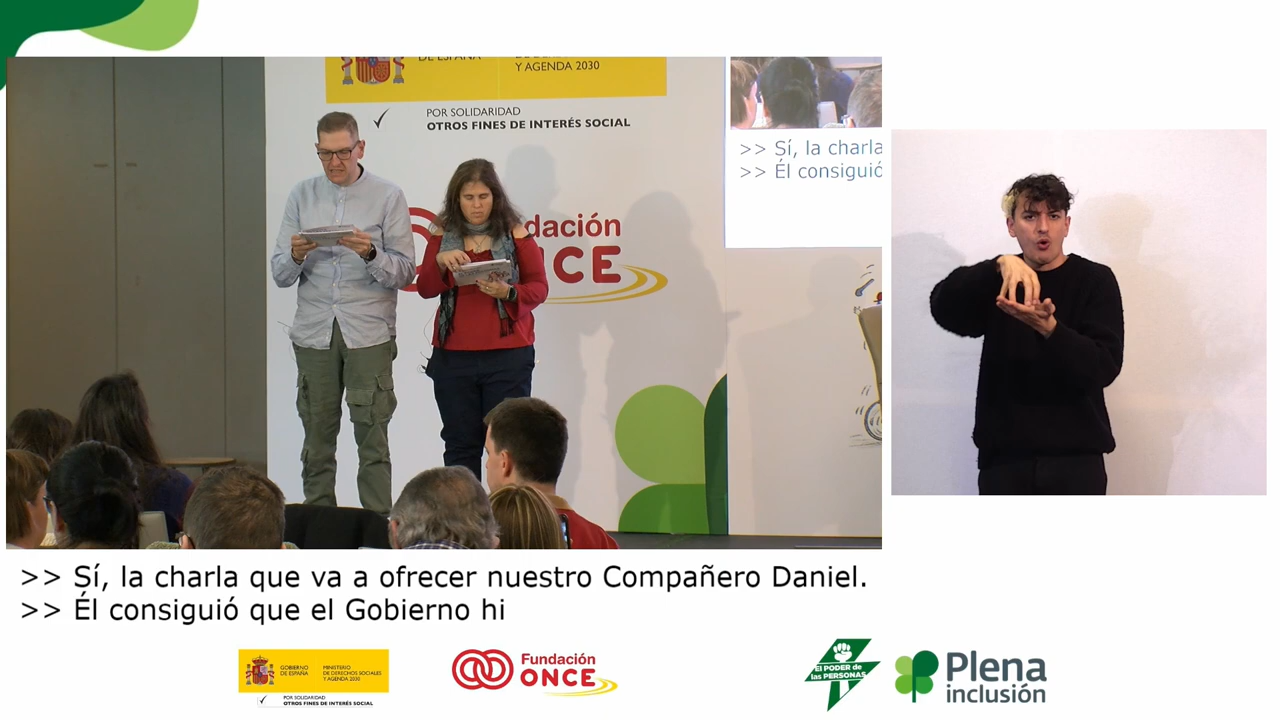 Y AGENDA 2030
POR SOLIDARIDAD
OTROS FINES DE INTERÉS SOCIAL
>> Sí, la charla
>> Él consiguió
dación
NCE
>> Sí, la charla que va a ofrecer nuestro Compañero Daniel.
>> Él consiguió que el Gobierno hi
GOBIERNO
DE ESPAÑA
MINISTERIO
DE DERECHOS SOCIALES
Y AGENDA 2030
POR SOLIDARIDAD
OTROS FINES DE INTERÉS SOCIAL
Fundación
ONCE
EL PODER de
las PERSONAS
Plena
inclusión